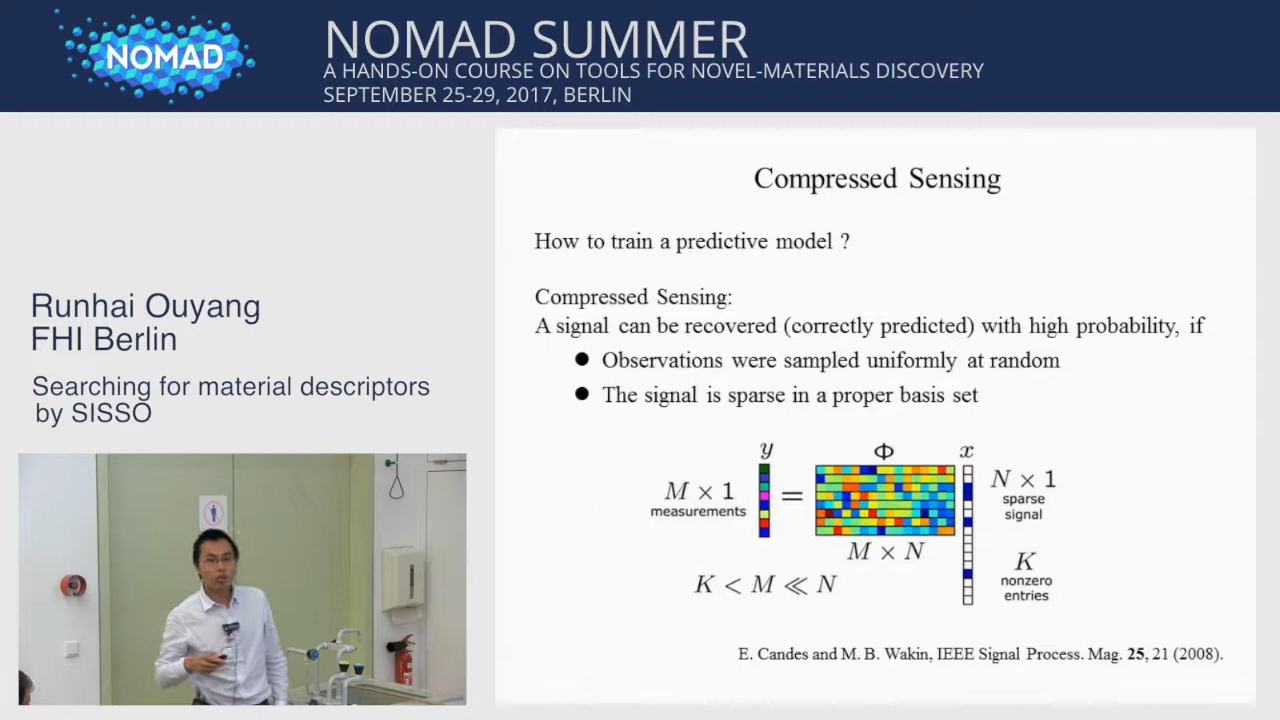 NOMAD
NOMAD SUMMER
A HANDS-ON COURSE ON TOOLS FOR NOVEL-MATERIALS DISCOVERY
SEPTEMBER 25-29, 2017, BERLIN
Runhai Ouyang
FHI Berlin
Searching for material descriptors
by SISSO
Compressed Sensing
How to train a predictive model ?
Compressed Sensing:
A signal can be recovered (correctly predicted) with high probability, if
● Observations were sampled uniformly at random
● The signal is sparse in a proper basis set
y
Φ
x
M × 1
measurements
=
M × N
N × 1
sparse
signal
K
nonzero
entries
K < M ≪ N
E. Candes and M. B. Wakin, IEEE Signal Process. Mag. 25, 21 (2008).